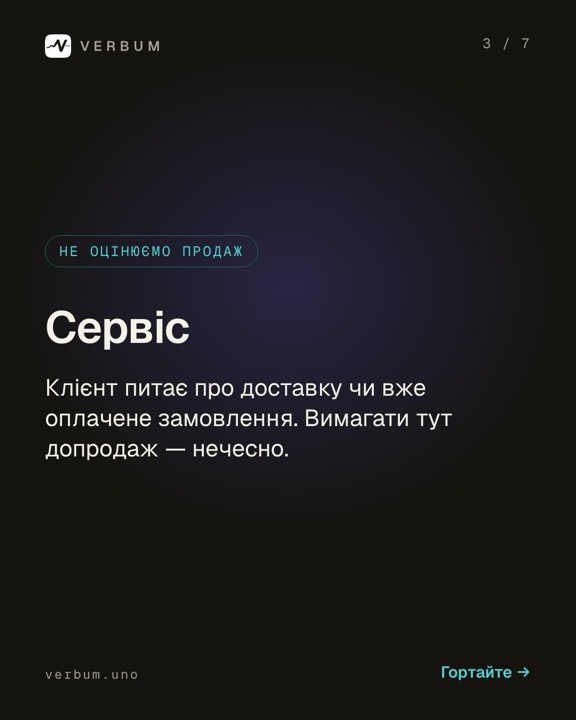 VERBUM
3 / 7
НЕ ОЦІНЮЄМО ПРОДАЖ
Сервіс
Клієнт питає про доставку чи вже
оплачене замовлення. Вимагати тут
допродаж — нечесно.
verbum.uno
Гортайте →